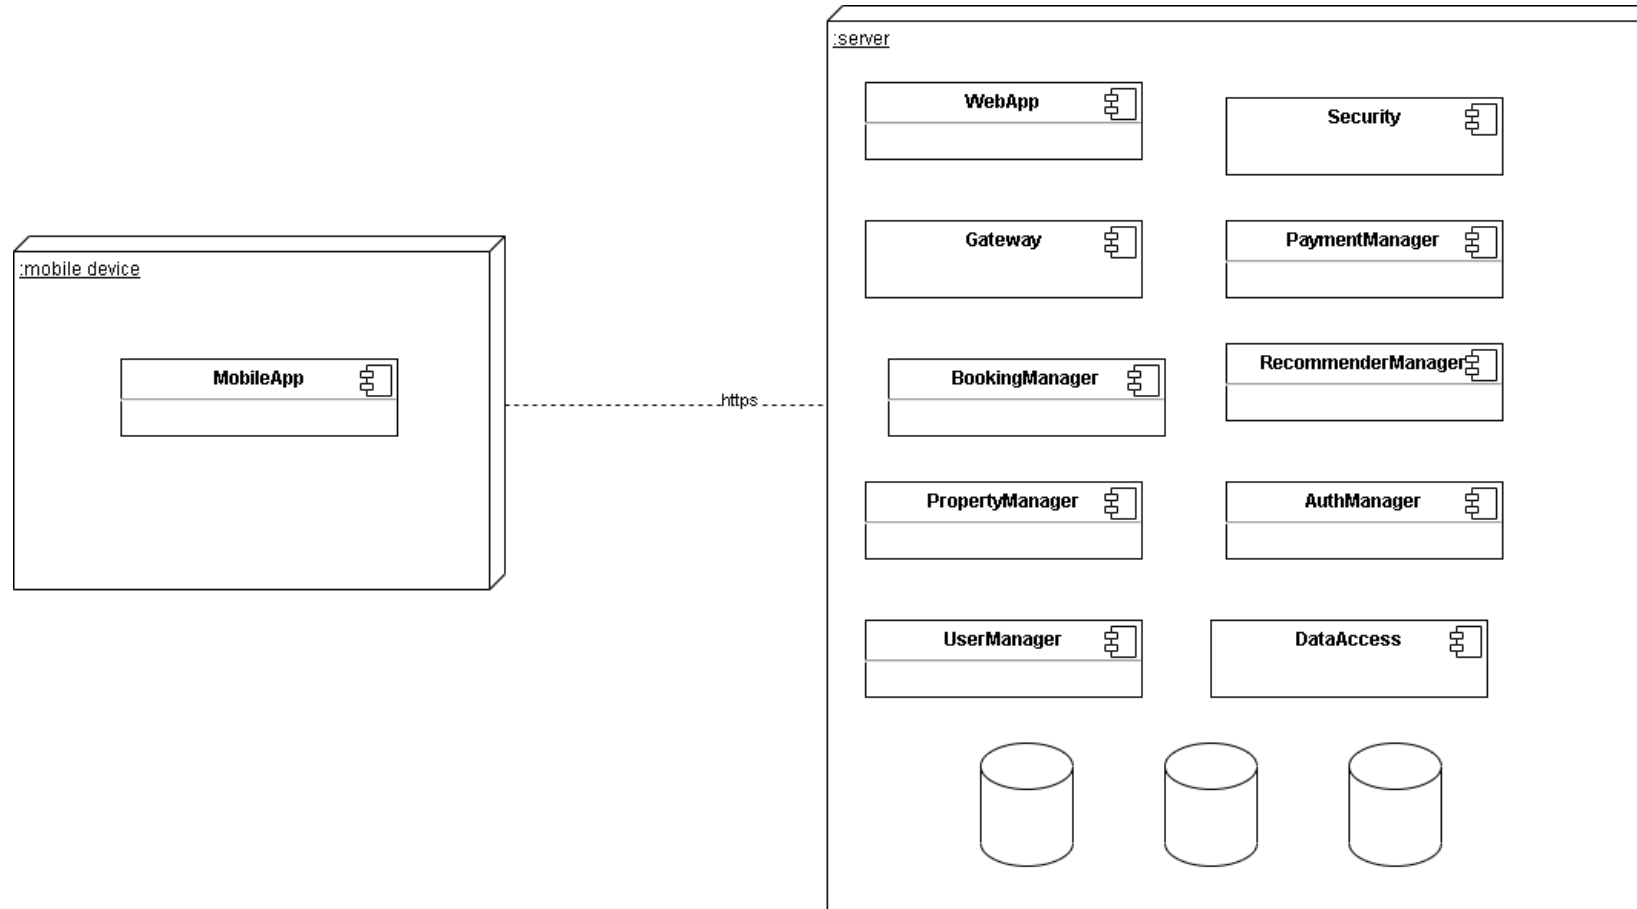 :server
WebApp
Security
Gateway
PaymentManager
:mobile device
MobileApp
https
BookingManager
RecommenderManager
PropertyManager
AuthManager
UserManager
DataAccess